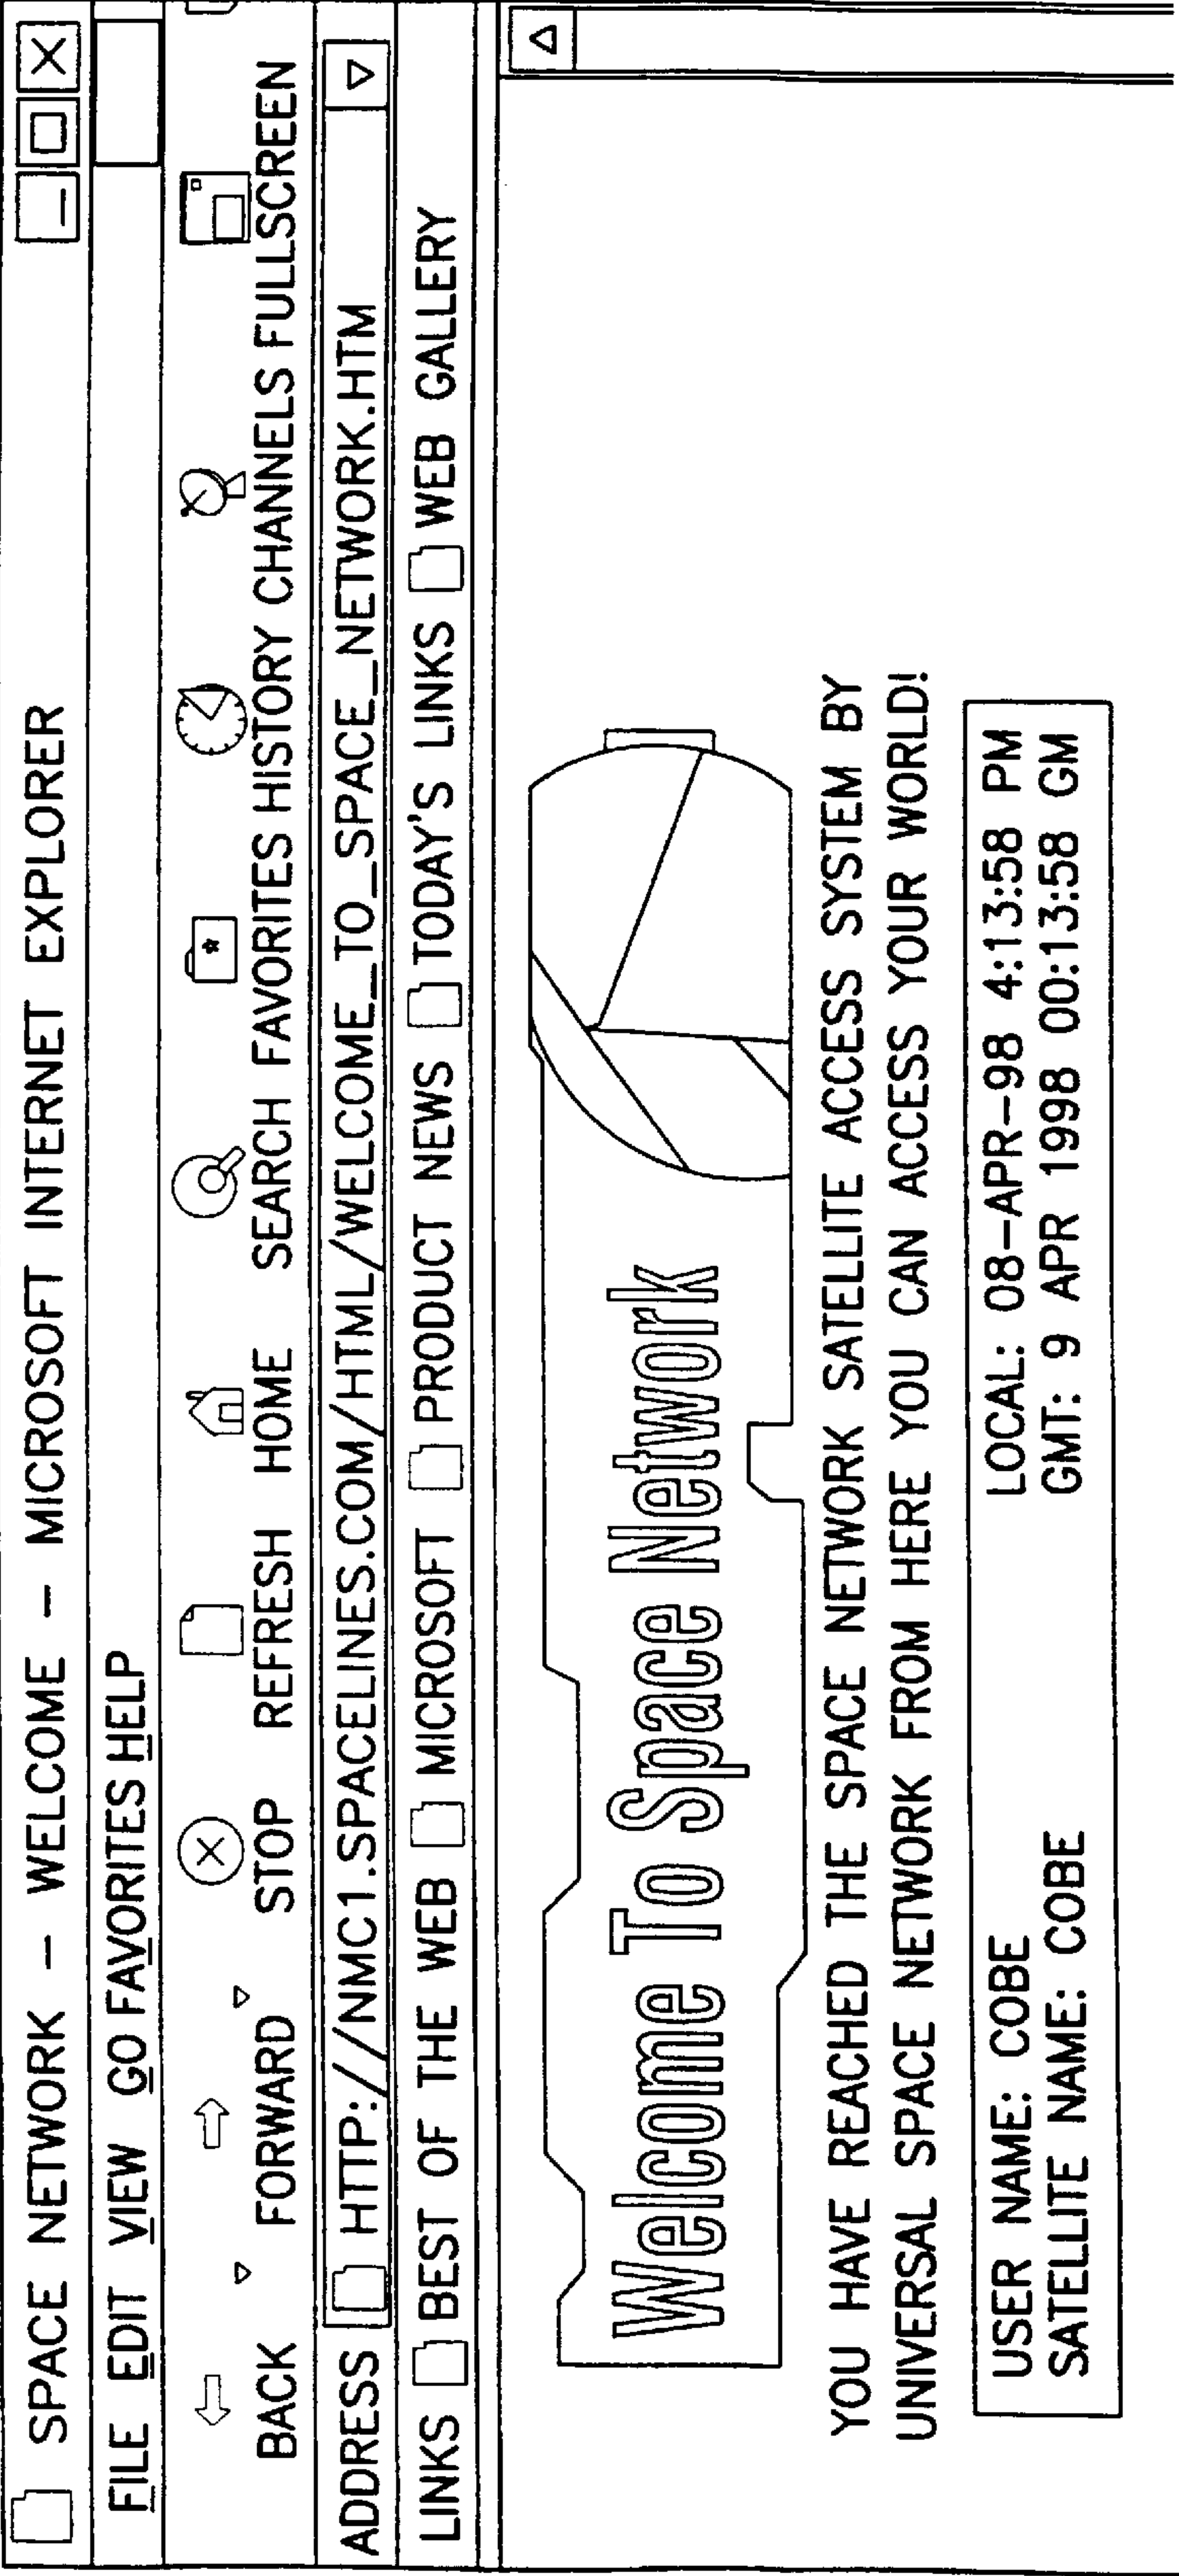 SPACE NETWORK – WELCOME – MICROSOFT INTERNET EXPLORER
FILE EDIT VIEW GO FAVORITES HELP
BACK FORWARD STOP REFRESH HOME SEARCH FAVORITES HISTORY CHANNELS FULLSCREEN
ADDRESS HTTP://NMC1.SPACELINES.COM/HTML/WELCOME_TO_SPACE_NETWORK.HTM
LINKS BEST OF THE WEB MICROSOFT PRODUCT NEWS TODAY'S LINKS WEB GALLERY
Welcome To Space Network
YOU HAVE REACHED THE SPACE NETWORK SATELLITE ACCESS SYSTEM BY
UNIVERSAL SPACE NETWORK FROM HERE YOU CAN ACCESS YOUR WORLD!
USER NAME: COBE LOCAL: 08–APR–98 4:13:58 PM
SATELLITE NAME: COBE GMT: 9 APR 1998 00:13:58 GM